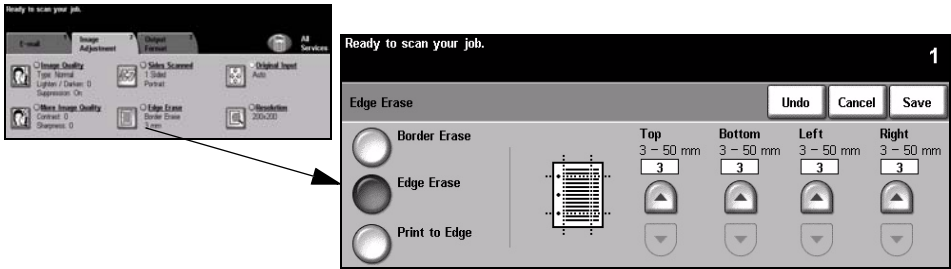 Ready to scan your job.
E-mail 1
Image Adjustment 2
Output Format 3
All Services
Image Quality
Type: Normal
Lighten / Darken: 0
Suppression: On
Sides Scanned
1 Sided
Portrait
Original Input
Auto
More Image Quality
Contrast: 0
Sharpness: 0
Edge Erase
Border Erase
3 mm
Resolution
200x200
Ready to scan your job.
1
Edge Erase
Undo Cancel Save
Border Erase
Edge Erase
Print to Edge
Top Bottom Left Right
3 - 50 mm 3 - 50 mm 3 - 50 mm 3 - 50 mm
3 3 3 3